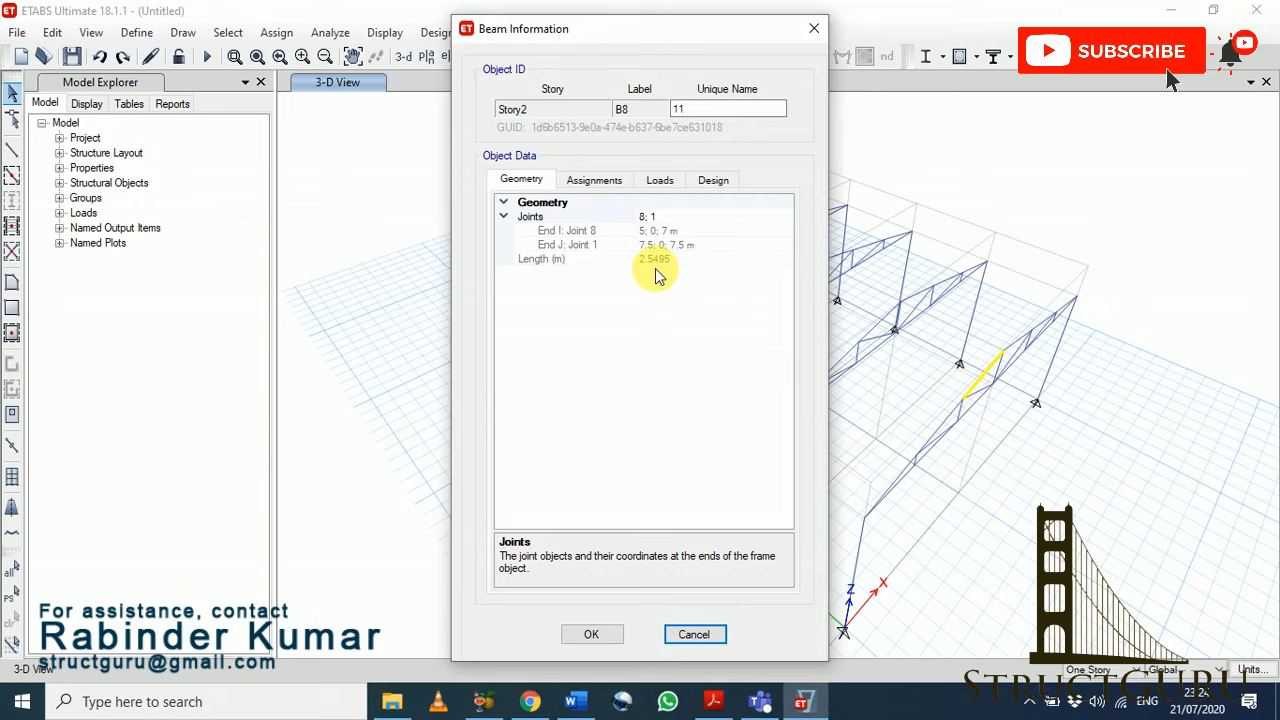 ETABS Ultimate 18.1.1 - (Untitled)
File Edit View Define Draw Select Assign Analyze Display Design
3-d
nd
SUBSCRIBE
Model Explorer
Model Display Tables Reports
Model
Project
Structure Layout
Properties
Structural Objects
Groups
Loads
Named Output Items
Named Plots
3-D View
Beam Information
Object ID
Story Label Unique Name
Story2 B8 11
GUID: 1d6b6513-9e0a-474e-b637-6be7ce631018
Object Data
Geometry Assignments Loads Design
Geometry
Joints 8; 1
End I: Joint 8 5; 0; 7 m
End J: Joint 1 7.5; 0; 7.5 m
Length (m) 2.5495
Joints
The joint objects and their coordinates at the ends of the frame
object.
OK Cancel
Z X
all
PS
For assistance, contact
Rabinder Kumar
structguru@gmail.com
3-D View
One Story Global Units...
STRUCTGURU
Type here to search
ENG
21/07/2020